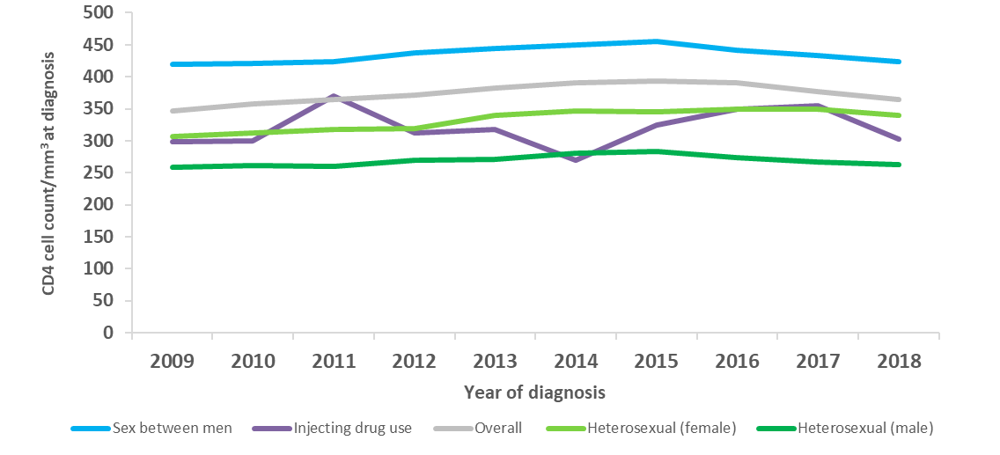 500
450
400
350
300
250
200
150
100
50
0
CD4 cell count/mm³ at diagnosis
2009 2010 2011 2012 2013 2014 2015 2016 2017 2018
Year of diagnosis
Sex between men Injecting drug use Overall Heterosexual (female) Heterosexual (male)